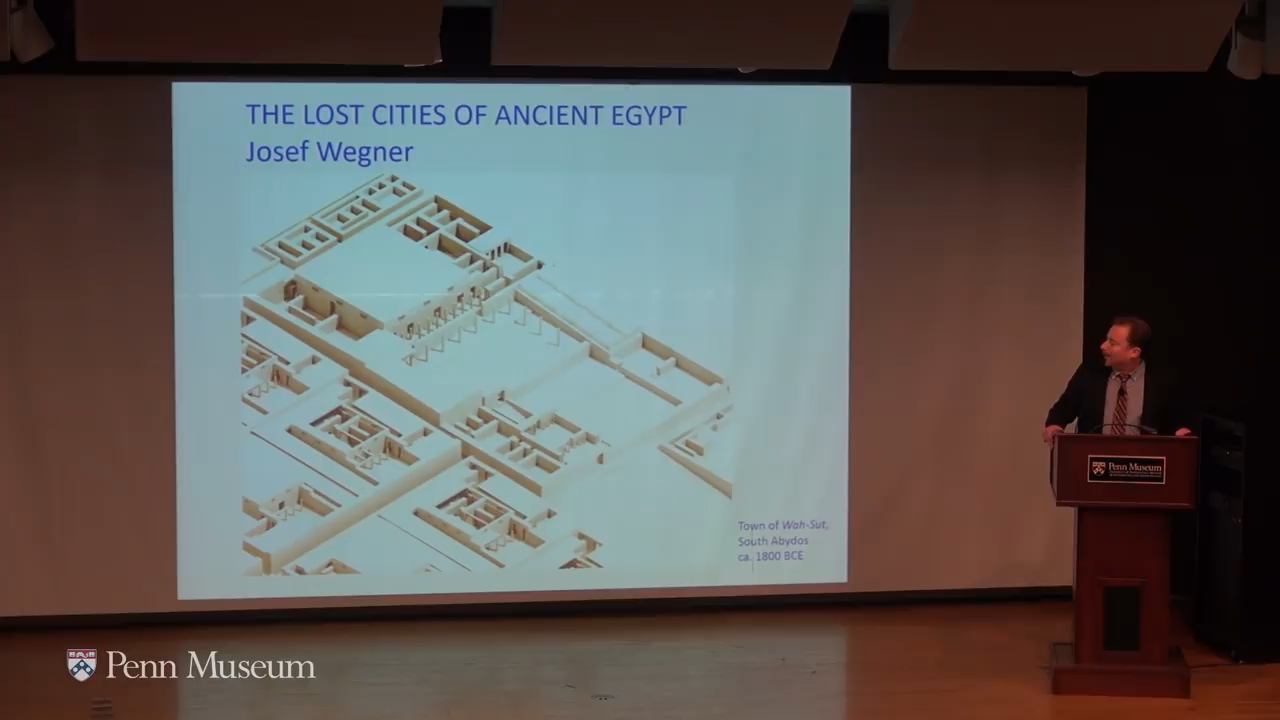 THE LOST CITIES OF ANCIENT EGYPT
Josef Wegner
Town of Wah-Sut,
South Abydos
ca. 1800 BCE
Penn Museum
Penn Museum